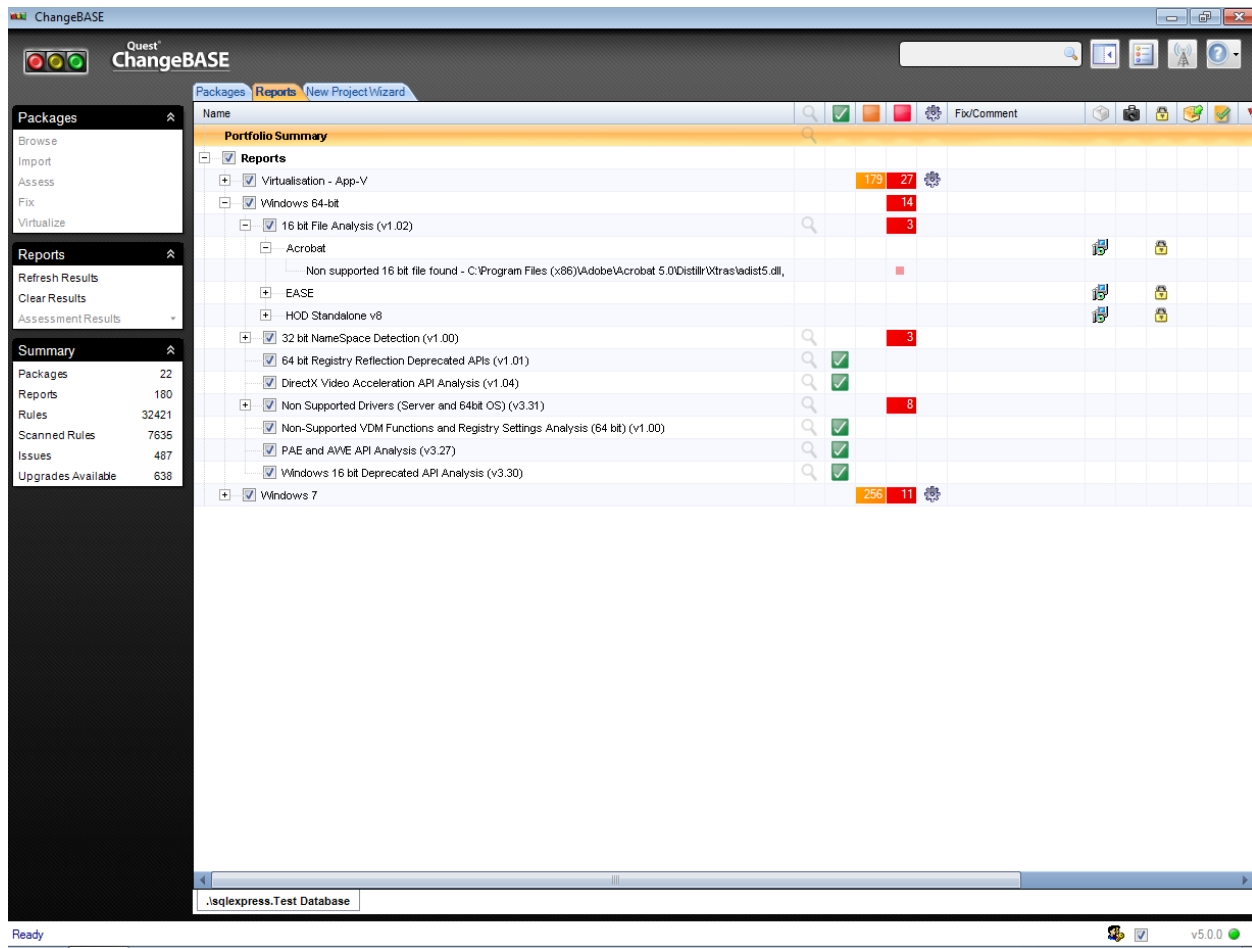 ChangeBASE
Quest
ChangeBASE
Packages Reports New Project Wizard
Packages
Browse
Import
Assess
Fix
Virtualize
Reports
Refresh Results
Clear Results
Assessment Results
Summary
Packages 22
Reports 180
Rules 32421
Scanned Rules 7635
Issues 487
Upgrades Available 638
Name Fix/Comment
Portfolio Summary
Reports
Virtualisation - App-V 179 27
Windows 64-bit 14
16 bit File Analysis (v1.02) 3
Acrobat
Non supported 16 bit file found - C:\Program Files (x86)\Adobe\Acrobat 5.0\Distillr\Xtras\adist5.dll,
EASE
HOD Standalone v8
32 bit NameSpace Detection (v1.00) 3
64 bit Registry Reflection Deprecated APIs (v1.01)
DirectX Video Acceleration API Analysis (v1.04)
Non Supported Drivers (Server and 64bit OS) (v3.31) 8
Non-Supported VDM Functions and Registry Settings Analysis (64 bit) (v1.00)
PAE and AWE API Analysis (v3.27)
Windows 16 bit Deprecated API Analysis (v3.30)
Windows 7 256 11
.\sqlexpress.Test Database
Ready v5.0.0